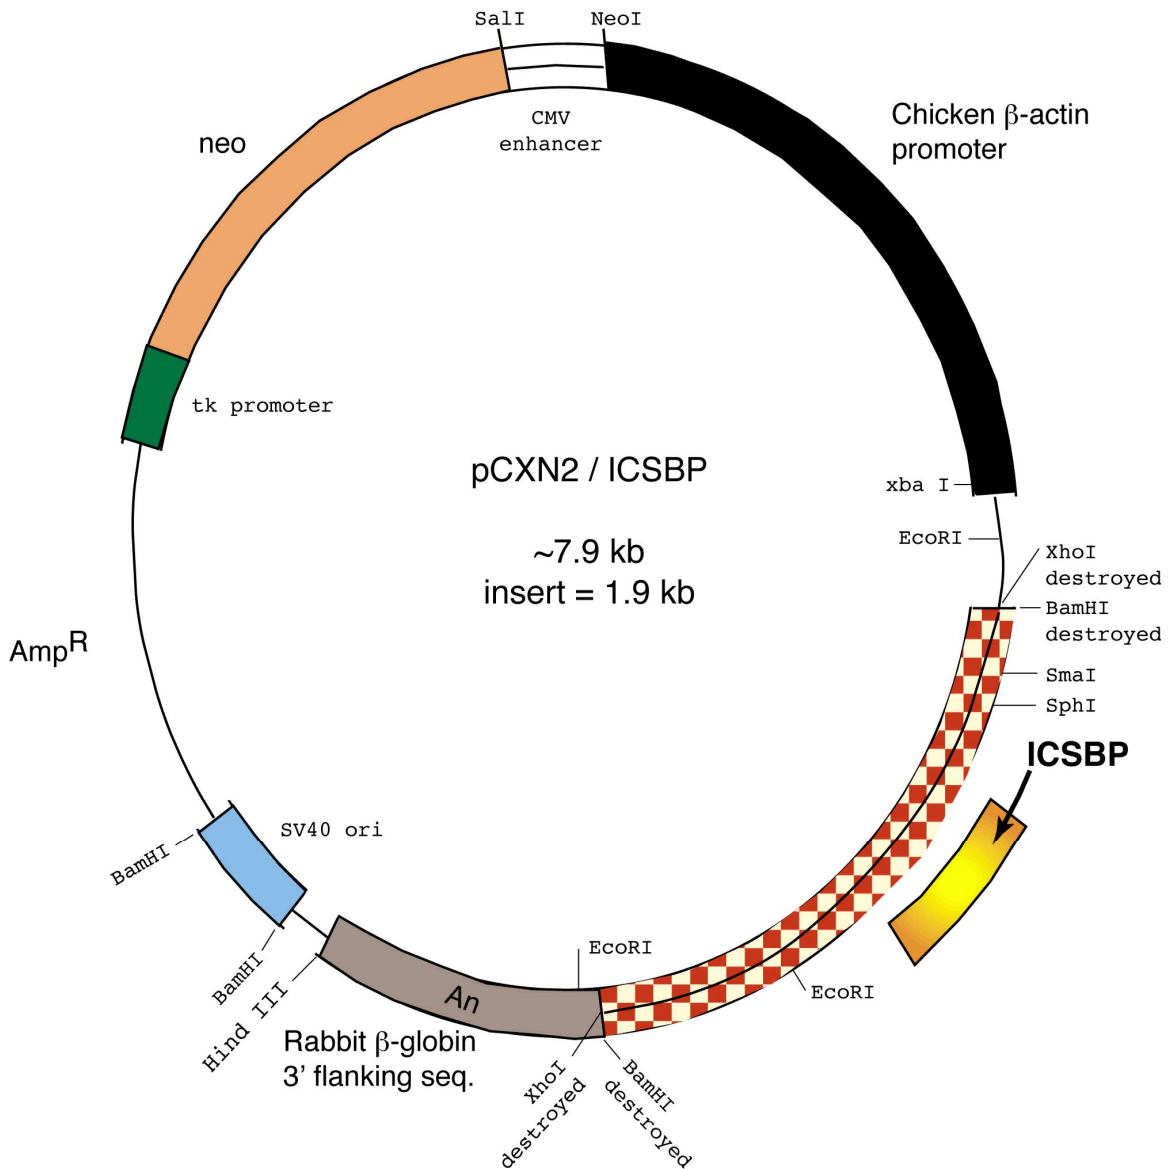 SalI
NeoI
CMV
enhancer
Chicken β-actin
promoter
neo
tk promoter
pCXN2 / ICSBP
~7.9 kb
insert = 1.9 kb
xba I
EcoRI
XhoI
destroyed
BamHI
destroyed
SmaI
SphI
ICSBP
AmpR
SV40 ori
BamHI
BamHI
Hind III
An
Rabbit β-globin
3’ flanking seq.
EcoRI
EcoRI
XhoI
destroyed
BamHI
destroyed